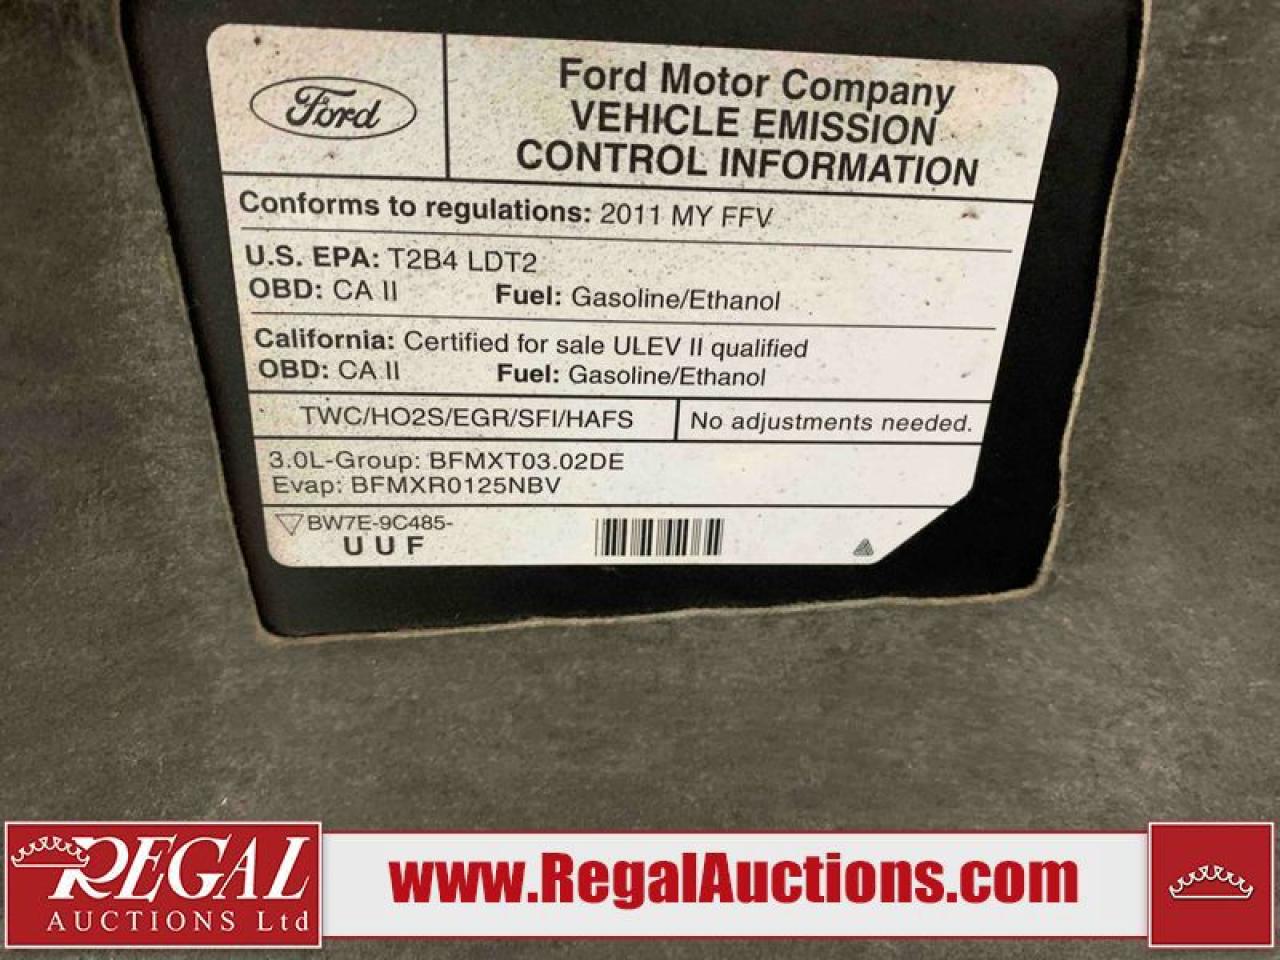 Ford
Ford Motor Company
VEHICLE EMISSION
CONTROL INFORMATION
Conforms to regulations: 2011 MY FFV
U.S. EPA: T2B4 LDT2
OBD: CA II Fuel: Gasoline/Ethanol
California: Certified for sale ULEV II qualified
OBD: CA II Fuel: Gasoline/Ethanol
TWC/HO2S/EGR/SFI/HAFS No adjustments needed.
3.0L-Group: BFMXT03.02DE
Evap: BFMXR0125NBV
BW7E-9C485-
UUF
REGAL
AUCTIONS Ltd
www.RegalAuctions.com